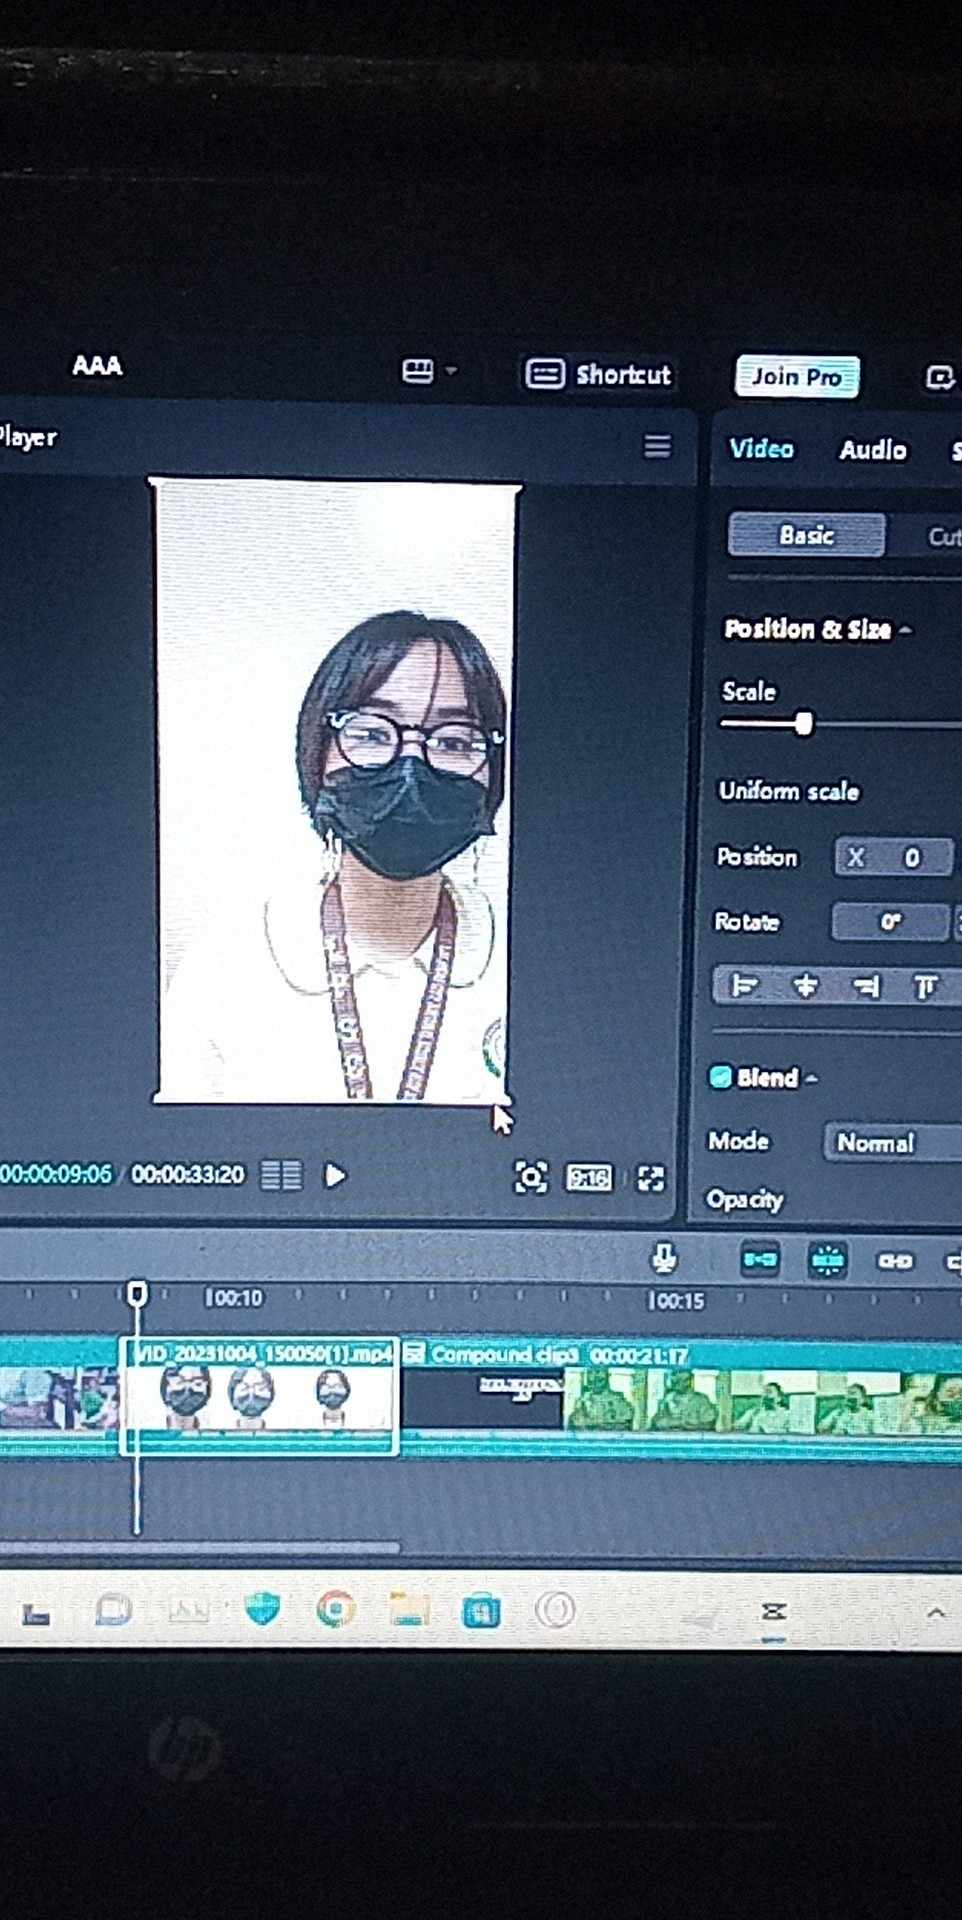 AAA
Shortcut
Join Pro
Player
Video
Audio
Basic
Cut
Position & Size
Scale
Uniform scale
Position
X 0
Rotate
0°
Blend
Mode
Normal
Opacity
00:00:09:06 / 00:00:33:20
9:16
00:10
00:15
VID_20231004_150050(1).mp4
Compound clip3 00:00:21:17
hp